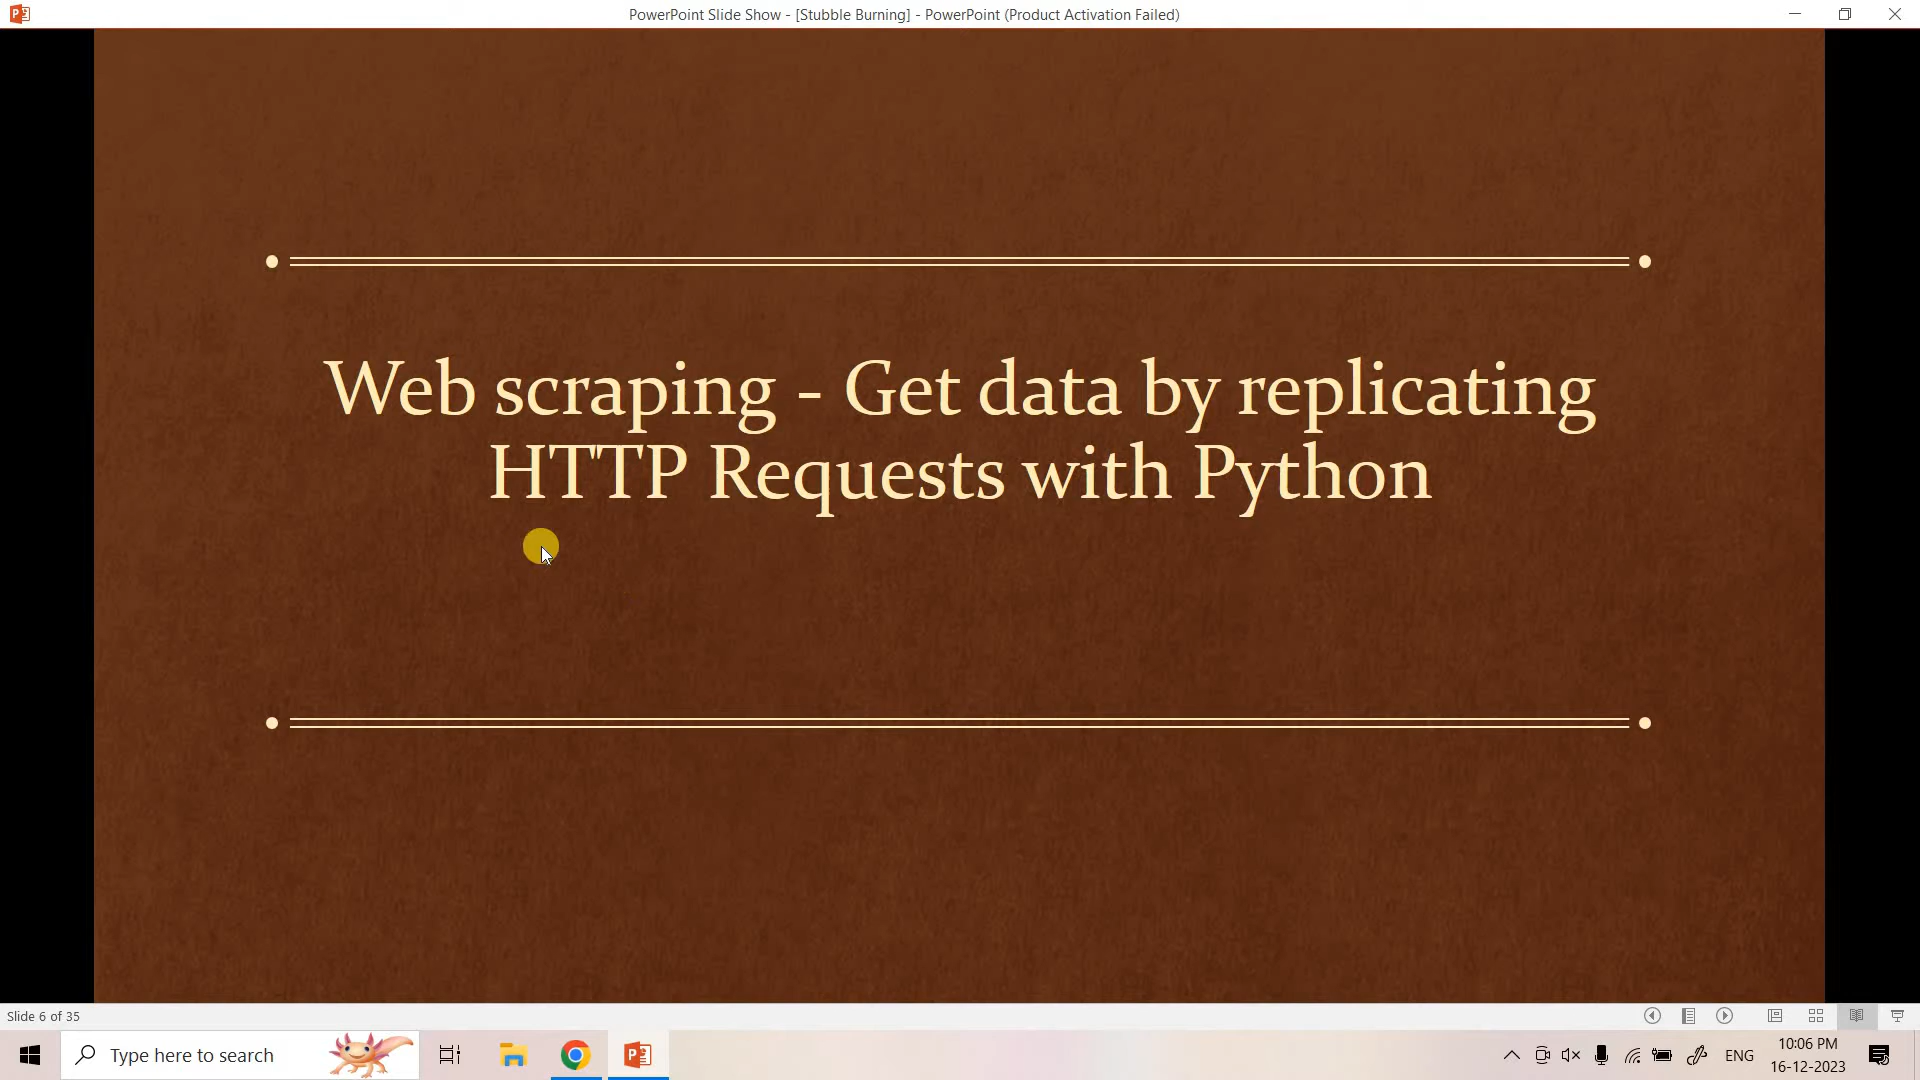 PowerPoint Slide Show - [Stubble Burning] - PowerPoint (Product Activation Failed)
Web scraping - Get data by replicating
HTTP Requests with Python
Slide 6 of 35
Type here to search
ENG
10:06 PM
16-12-2023